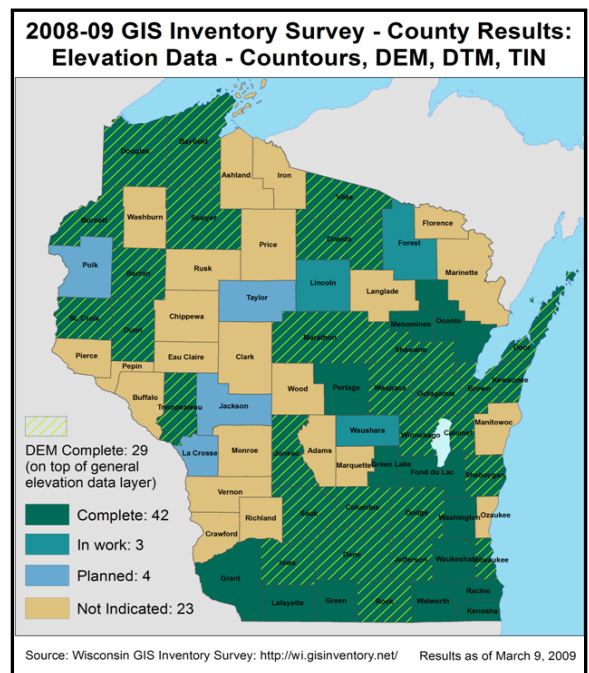 2008-09 GIS Inventory Survey - County Results:
Elevation Data - Countours, DEM, DTM, TIN
Douglas
Bayfield
Ashland
Iron
Vilas
Burnett
Washburn
Sawyer
Price
Oneida
Forest
Florence
Marinette
Polk
Barron
Rusk
Lincoln
Langlade
Taylor
Oconto
Menominee
St. Croix
Dunn
Chippewa
Marathon
Shawano
Door
Pierce
Pepin
Eau Claire
Clark
Wood
Portage
Waupaca
Outagamie
Brown
Kewaunee
Buffalo
Trempealeau
Jackson
Waushara
Winnebago
Calumet
Manitowoc
La Crosse
Monroe
Juneau
Adams
Marquette
Green Lake
Fond du Lac
Sheboygan
Vernon
Richland
Sauk
Columbia
Dodge
Washington
Ozaukee
Crawford
Grant
Iowa
Dane
Jefferson
Waukesha
Milwaukee
Lafayette
Green
Rock
Walworth
Racine
Kenosha
DEM Complete: 29
(on top of general
elevation data layer)
Complete: 42
In work: 3
Planned: 4
Not Indicated: 23
Source: Wisconsin GIS Inventory Survey: http://wi.gisinventory.net/ Results as of March 9, 2009